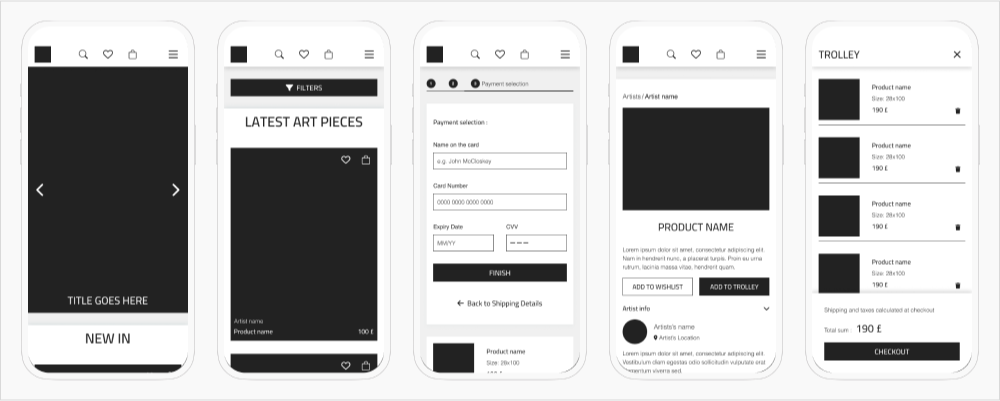 TITLE GOES HERE
NEW IN
FILTERS
LATEST ART PIECES
Artist name
Product name 100 £
Payment selection
Payment selection :
Name on the card
e.g. John McCloskey
Card Number
0000 0000 0000 0000
Expiry Date CVV
MM/YY
FINISH
Back to Shipping Details
Product name
Size: 28x100
Artists / Artist name
PRODUCT NAME
Lorem ipsum dolor sit amet, consectetur adipiscing elit.
Nam in hendrerit nunc, a placerat turpis. Proin eu urna
rutrum, lacinia massa vitae, hendrerit quam.
ADD TO WISHLIST ADD TO TROLLEY
Artist info
Artists's name
Artist's Location
Lorem ipsum dolor sit amet, consectetur adipiscing elit.
Vestibulum diam egestas odio sollicitudin vulputate erat
fermentum viverra sed.
TROLLEY
Product name
Size: 28x100
190 £
Product name
Size: 28x100
190 £
Product name
Size: 28x100
190 £
Product name
Size: 28x100
190 £
Shipping and taxes calculated at checkout
Total sum : 190 £
CHECKOUT